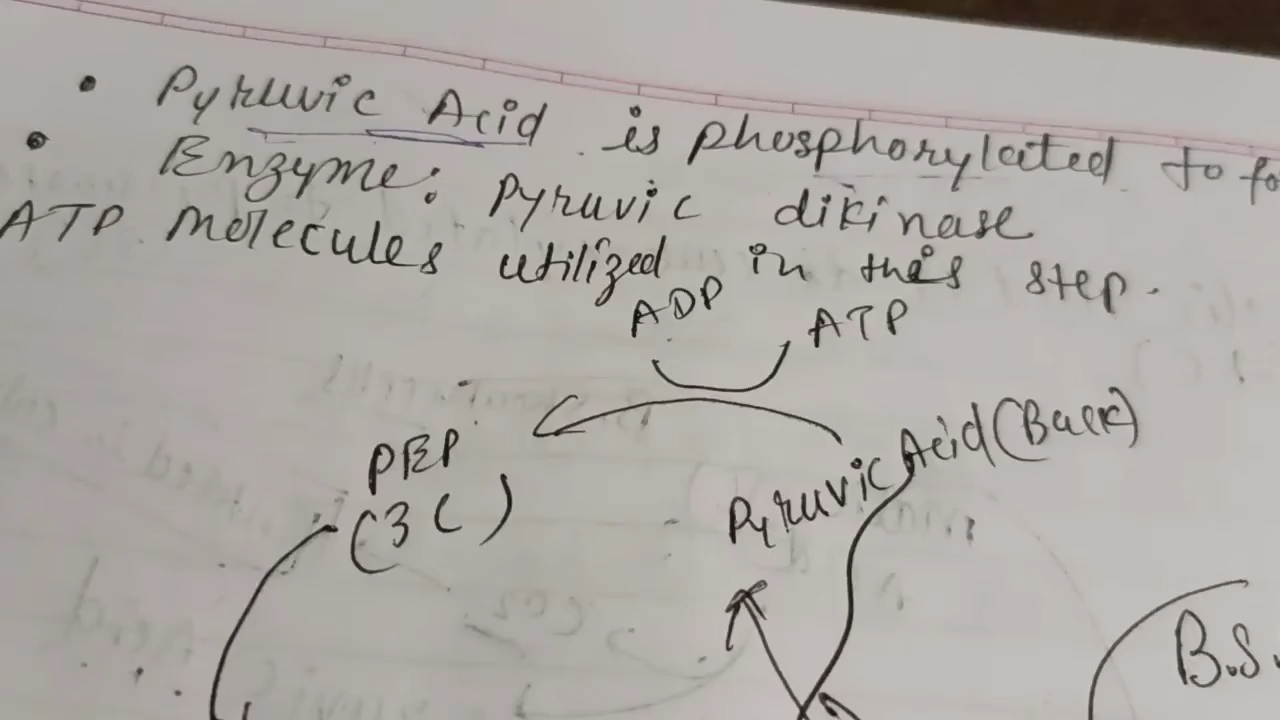 • Pyruvic Acid is phosphorylated to fo
• Enzyme: Pyruvic dikinase
ATP molecules utilized in this step.
ADP
ATP
PEP
(3C)
Pyruvic Acid (Back)
B.S.